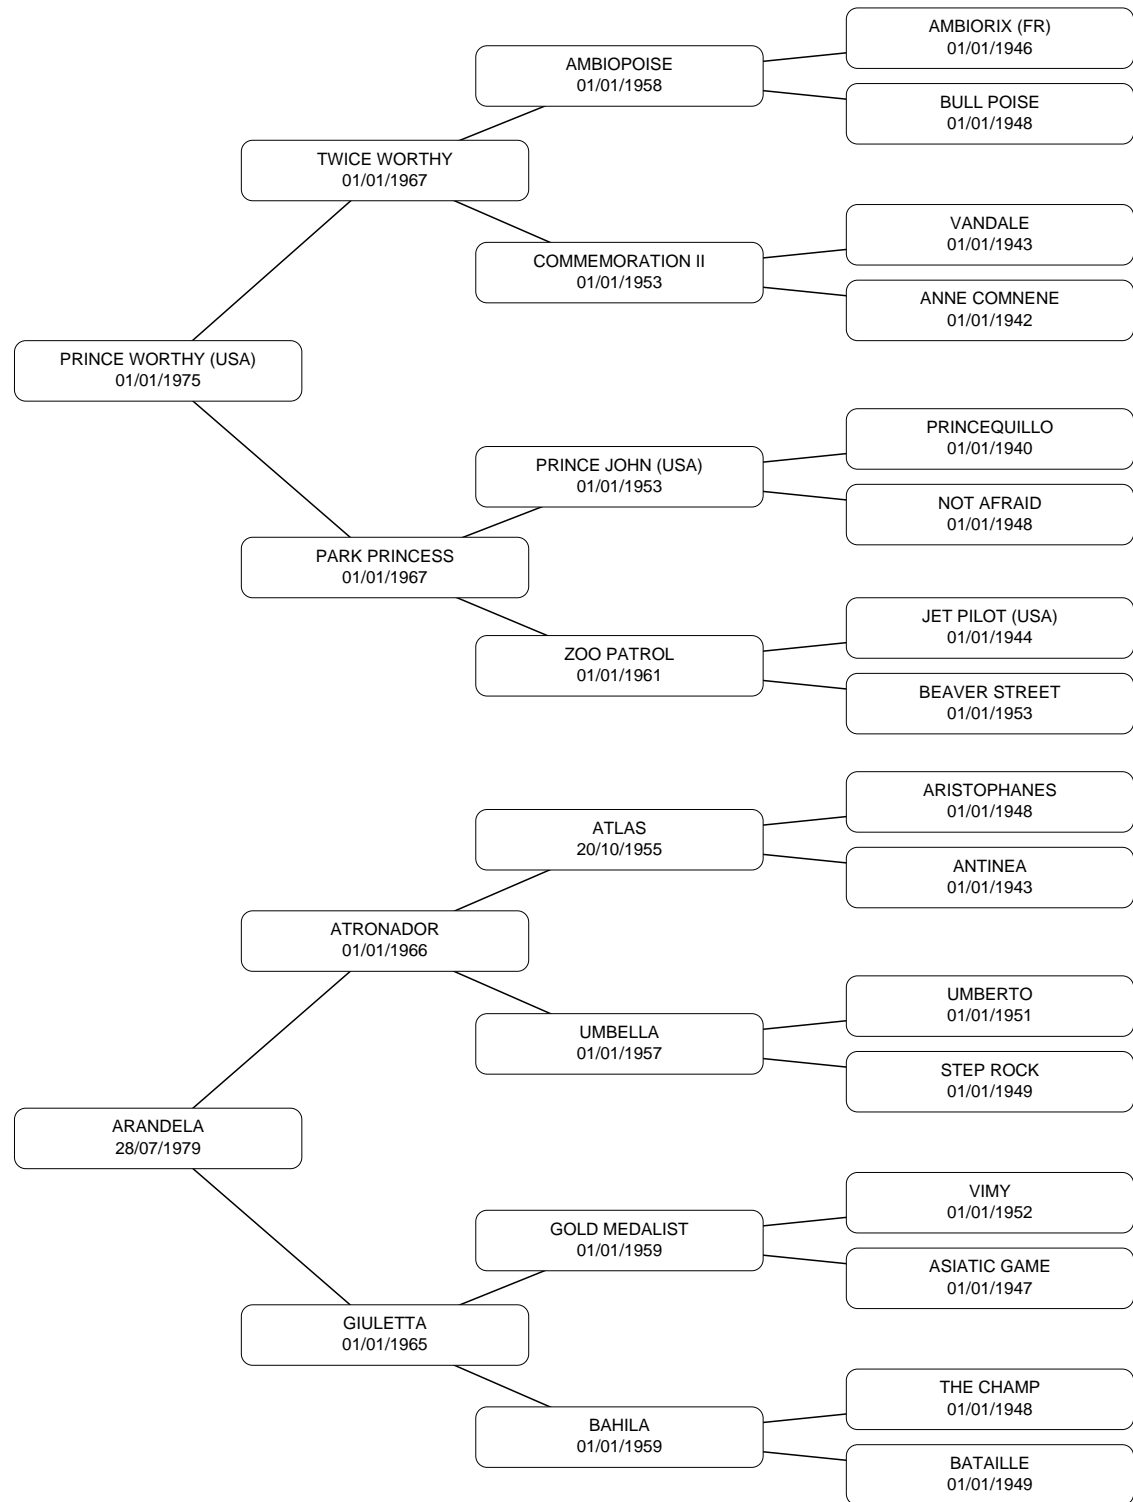 AMBIORIX (FR)
01/01/1946
AMBIOPOISE
01/01/1958
BULL POISE
01/01/1948
TWICE WORTHY
01/01/1967
VANDALE
01/01/1943
COMMEMORATION II
01/01/1953
ANNE COMNENE
01/01/1942
PRINCE WORTHY (USA)
01/01/1975
PRINCEQUILLO
01/01/1940
PRINCE JOHN (USA)
01/01/1953
NOT AFRAID
01/01/1948
PARK PRINCESS
01/01/1967
JET PILOT (USA)
01/01/1944
ZOO PATROL
01/01/1961
BEAVER STREET
01/01/1953
ARISTOPHANES
01/01/1948
ATLAS
20/10/1955
ANTINEA
01/01/1943
ATRONADOR
01/01/1966
UMBERTO
01/01/1951
UMBELLA
01/01/1957
STEP ROCK
01/01/1949
ARANDELA
28/07/1979
VIMY
01/01/1952
GOLD MEDALIST
01/01/1959
ASIATIC GAME
01/01/1947
GIULETTA
01/01/1965
THE CHAMP
01/01/1948
BAHILA
01/01/1959
BATAILLE
01/01/1949